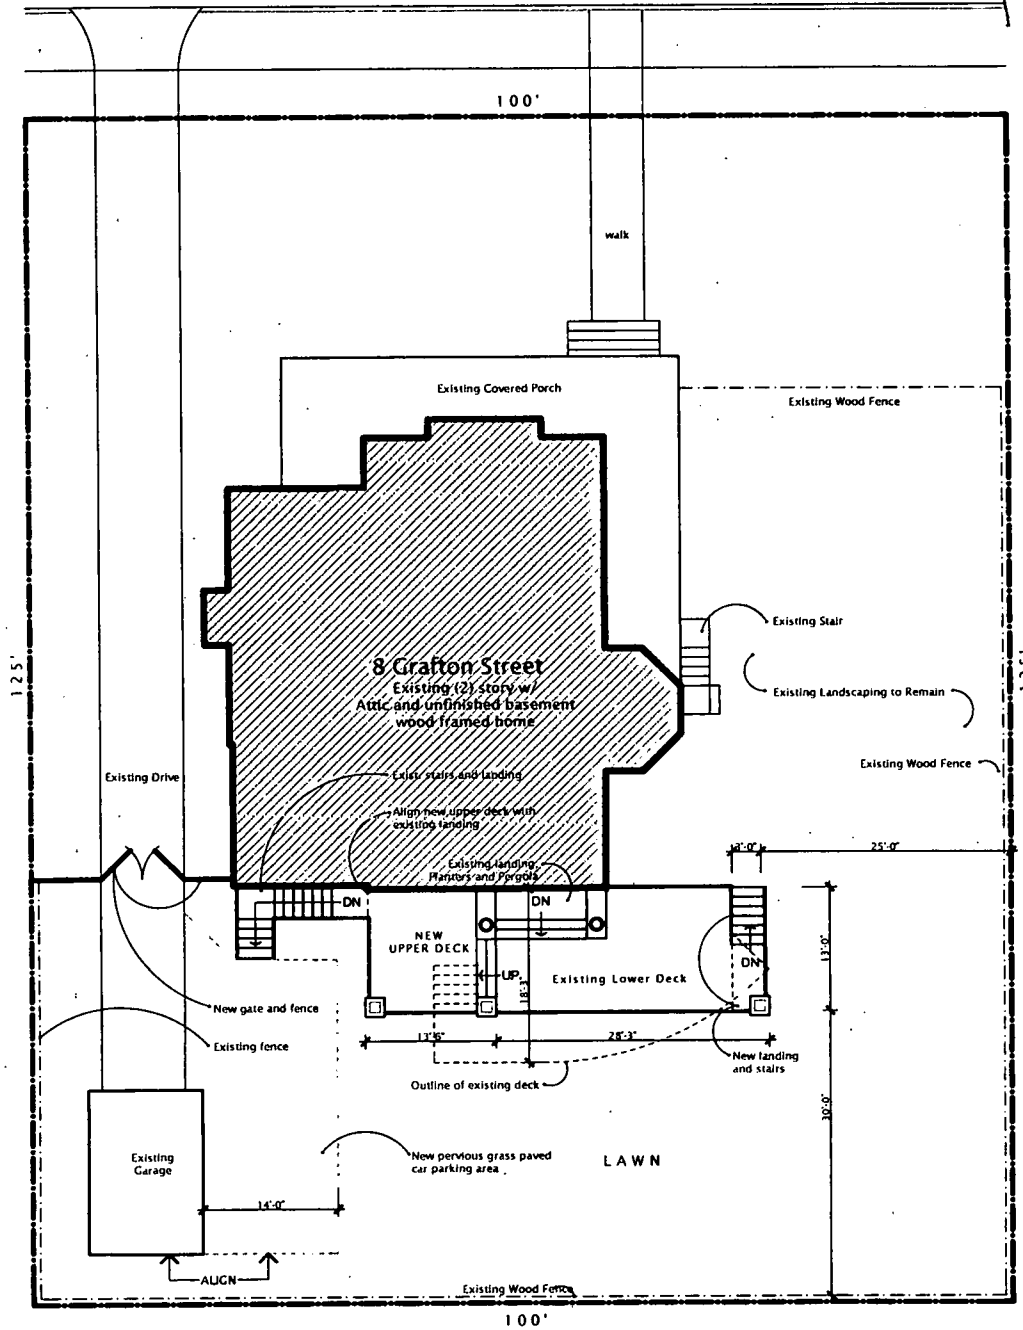 100'
walk
Existing Covered Porch
Existing Wood Fence
Existing Stair
8 Grafton Street
Existing (2) story w/
Attic and unfinished basement
wood framed home
125'
125'
Existing Landscaping to Remain
Existing Wood Fence
Existing Drive
Exist. stairs and landing
Align new upper deck with
existing landing
3'-0"
25'-0"
Existing landing,
Planters and Pergola
DN
DN
NEW
UPPER DECK
13'-0"
UP
Existing Lower Deck
DN
18'-3"
New gate and fence
13'-6"
28'-3"
Existing fence
New landing
and stairs
Outline of existing deck
30'-0"
Existing
Garage
New pervious grass paved
car parking area
LAWN
14'-0"
ALIGN
Existing Wood Fence
100'